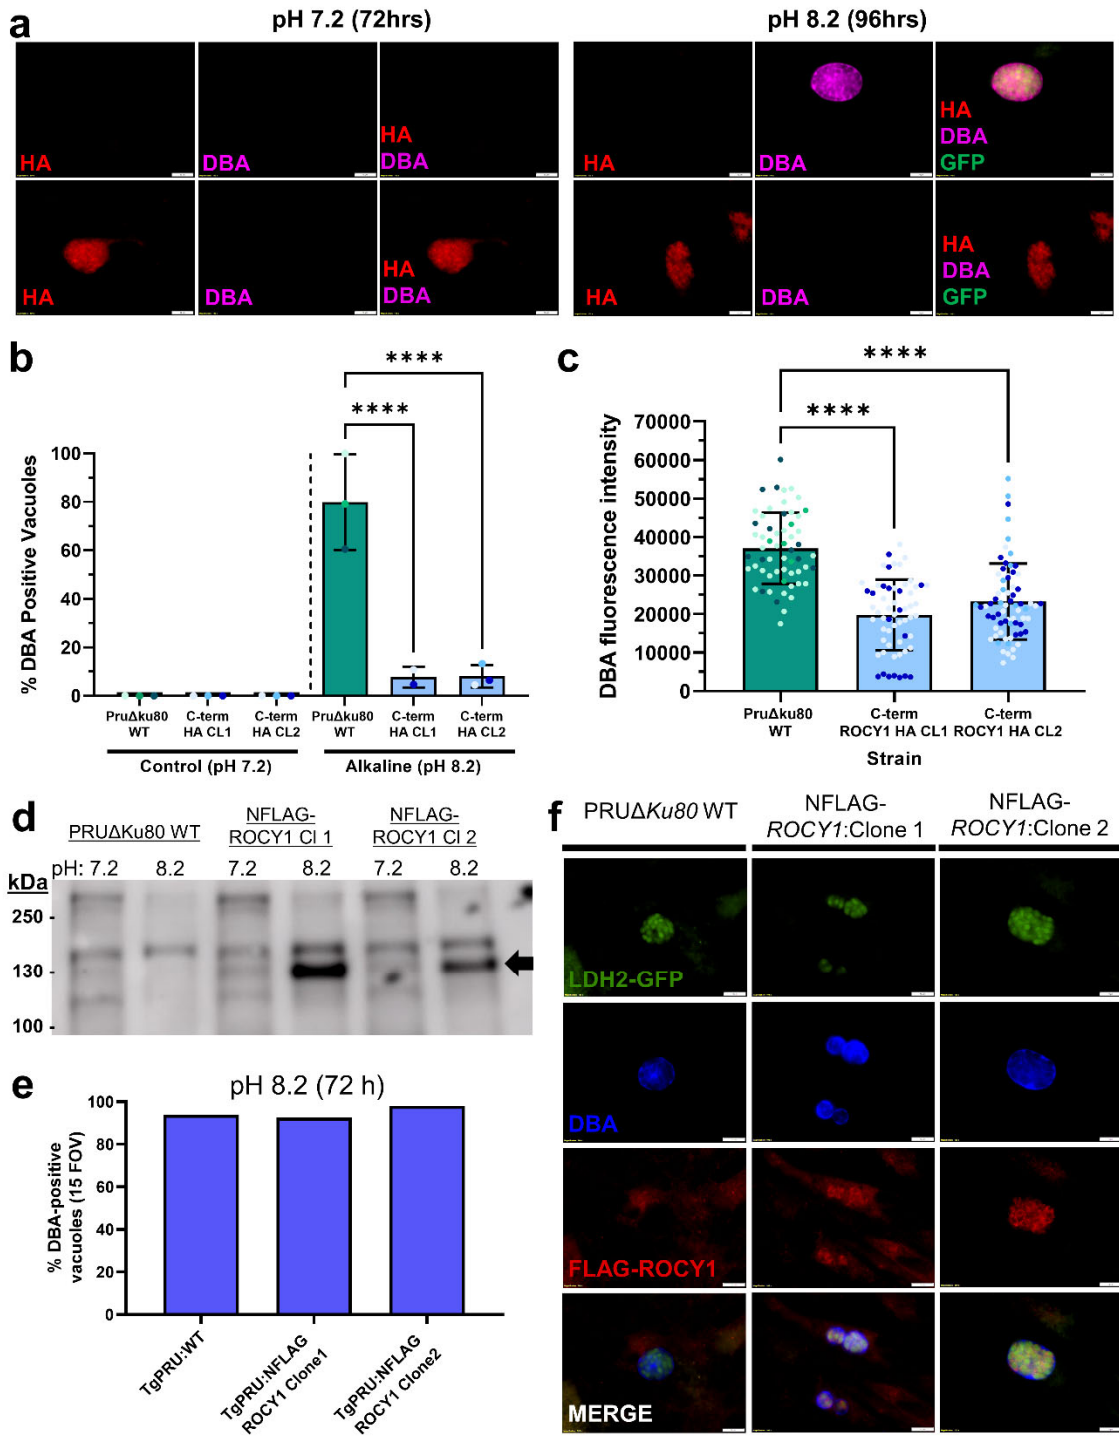 a
pH 7.2 (72hrs)
pH 8.2 (96hrs)
HA
DBA
HA
DBA
HA
DBA
HA
DBA
GFP
HA
DBA
HA
DBA
HA
DBA
HA
DBA
GFP
b
****
****
% DBA Positive Vacuoles
100
80
60
40
20
0
PruΔku80
WT
C-term
HA CL1
C-term
HA CL2
PruΔku80
WT
C-term
HA CL1
C-term
HA CL2
Control (pH 7.2)
Alkaline (pH 8.2)
c
****
****
DBA fluorescence intensity
70000
60000
50000
40000
30000
20000
10000
0
PruΔku80
WT
C-term
ROCY1 HA CL1
C-term
ROCY1 HA CL2
Strain
d
PRUΔKu80 WT
NFLAG-
ROCY1 Cl 1
NFLAG-
ROCY1 Cl 2
pH: 7.2 8.2 7.2 8.2 7.2 8.2
kDa
250
130
100
e
pH 8.2 (72 h)
% DBA-positive
vacuoles (15 FOV)
100
80
60
40
20
0
TgPRU:WT
TgPRU:NFLAG
ROCY1 Clone1
TgPRU:NFLAG
ROCY1 Clone2
f
PRUΔKu80 WT
NFLAG-
ROCY1:Clone 1
NFLAG-
ROCY1:Clone 2
LDH2-GFP
DBA
FLAG-ROCY1
MERGE